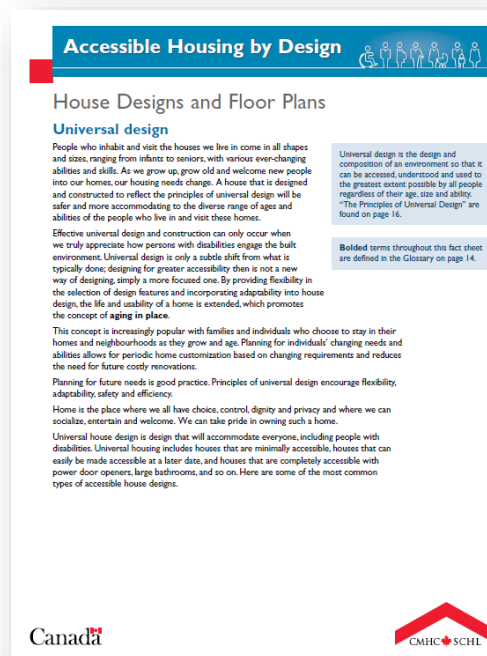 Accessible Housing by Design
House Designs and Floor Plans
Universal design
People who inhabit and visit the houses we live in come in all shapes
and sizes, ranging from infants to seniors, with various ever-changing
abilities and skills. As we grow up, grow old and welcome new people
into our homes, our housing needs change. A house that is designed
and constructed to reflect the principles of universal design will be
safer and more accommodating to the diverse range of ages and
abilities of the people who live in and visit these homes.
Effective universal design and construction can only occur when
we truly appreciate how persons with disabilities engage the built
environment. Universal design is only a subtle shift from what is
typically done; designing for greater accessibility then is not a new
way of designing, simply a more focused one. By providing flexibility in
the selection of design features and incorporating adaptability into house
design, the life and usability of a home is extended, which promotes
the concept of aging in place.
This concept is increasingly popular with families and individuals who choose to stay in their
homes and neighbourhoods as they grow and age. Planning for individuals' changing needs and
abilities allows for periodic home customization based on changing requirements and reduces
the need for future costly renovations.
Planning for future needs is good practice. Principles of universal design encourage flexibility,
adaptability, safety and efficiency.
Home is the place where we all have choice, control, dignity and privacy and where we can
socialize, entertain and welcome. We can take pride in owning such a home.
Universal house design is design that will accommodate everyone, including people with
disabilities. Universal housing includes houses that are minimally accessible, houses that can
easily be made accessible at a later date, and houses that are completely accessible with
power door openers, large bathrooms, and so on. Here are some of the most common
types of accessible house designs.
Universal design is the design and
composition of an environment so that it
can be accessed, understood and used to
the greatest extent possible by all people
regardless of their age, size and ability.
"The Principles of Universal Design" are
found on page 16.
Bolded terms throughout this fact sheet
are defined in the Glossary on page 14.
Canada
CMHC SCHL